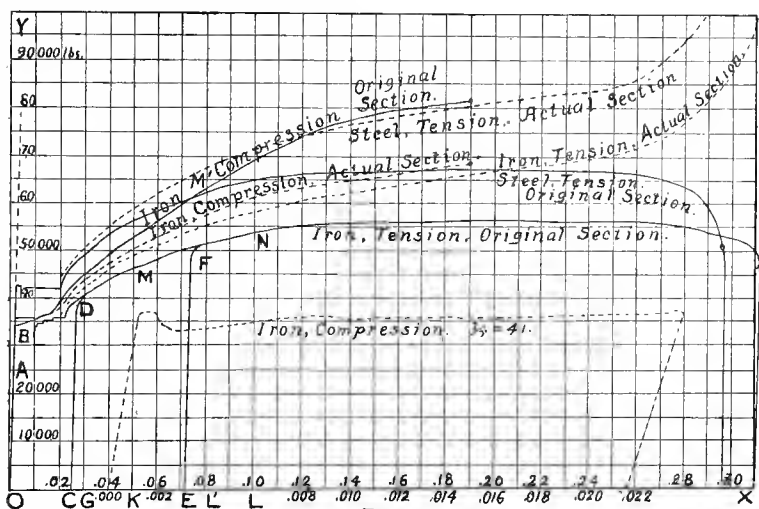 Y
90 000 lbs.
Original
Section.
80
Steel, Tension. Actual Section
Iron M Compression
70
Iron, Tension, Actual Section.
Iron, Compression, Actual Section
Steel, Tension.
60
Original Section.
50 000
N
Iron, Tension, Original Section.
F
M
40
D
B
Iron, Compression.
A
20 000
10 000
.02 .04 .06 .08 .10 .12 .14 .16 .18 .20 .22 .24 .26 .28 .30
O C G K E L' L X
.000 .002 .008 .010 .012 .014 .016 .018 .020 .022